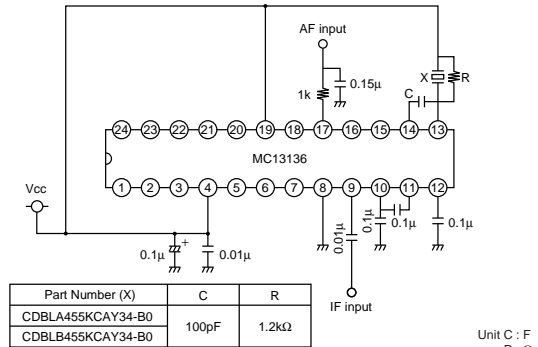 AF input
0.15μ
1k
X
R
C
24 23 22 21 20 19 18 17 16 15 14 13
MC13136
1 2 3 4 5 6 7 8 9 10 11 12
Vcc
0.1μ
+
0.01μ
0.01μ
0.1μ
0.1μ
0.1μ
IF input
Part Number (X) C R
CDBLA455KCAY34-B0 100pF 1.2kΩ
CDBLB455KCAY34-B0
Unit C : F